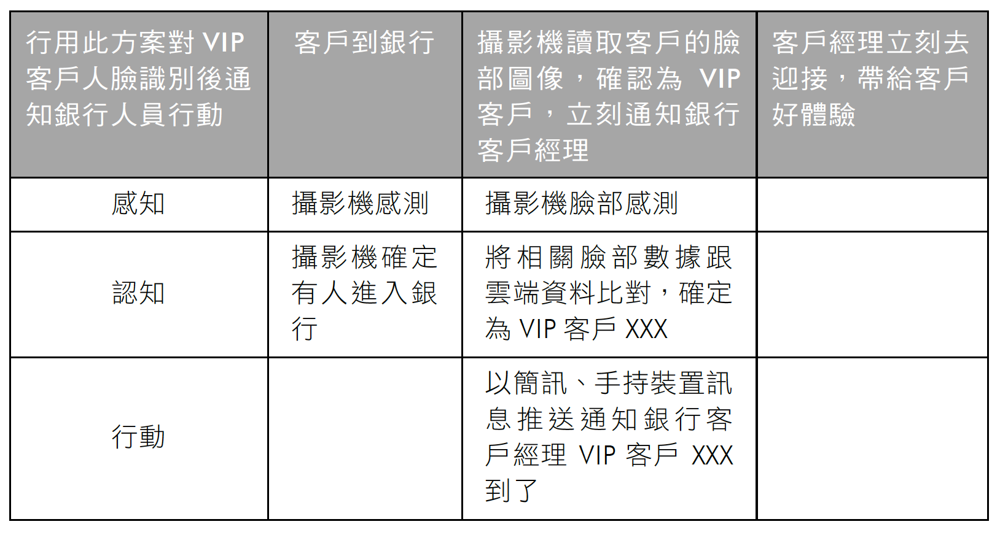 行用此方案對 VIP
客戶人臉識別後通
知銀行人員行動
客戶到銀行
攝影機讀取客戶的臉
部圖像，確認為 VIP
客戶，立刻通知銀行
客戶經理
客戶經理立刻去
迎接，帶給客戶
好體驗
感知
攝影機感測
攝影機臉部感測
認知
攝影機確定
有人進入銀
行
將相關臉部數據跟
雲端資料比對，確定
為 VIP 客戶 XXX
行動
以簡訊、手持裝置訊
息推送通知銀行客
戶經理 VIP 客戶 XXX
到了